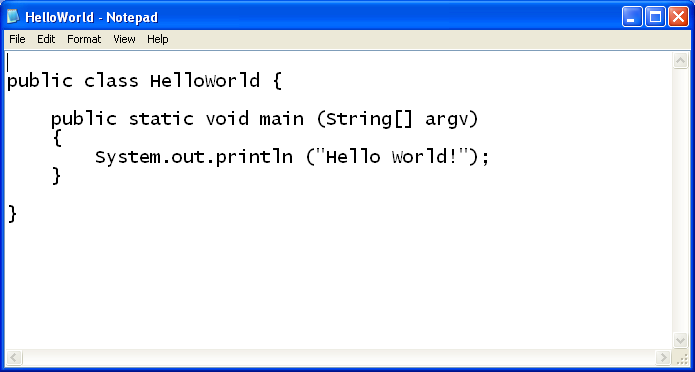 HelloWorld - Notepad
File Edit Format View Help
public class HelloWorld {
public static void main (String[] argv)
{
System.out.println ("Hello World!");
}
}